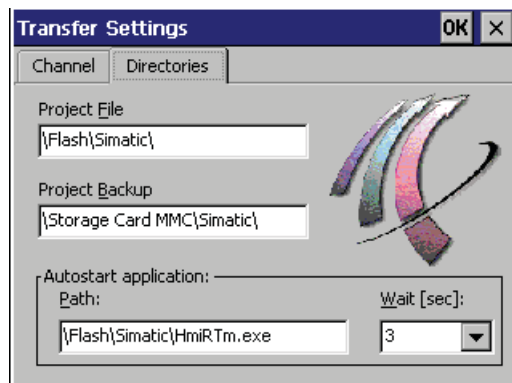 Transfer Settings OK ×
Channel Directories
Project File
\Flash\Simatic\
Project Backup
\Storage Card MMC\Simatic\
Autostart application:
Path: Wait [sec]:
\Flash\Simatic\HmiRTm.exe 3